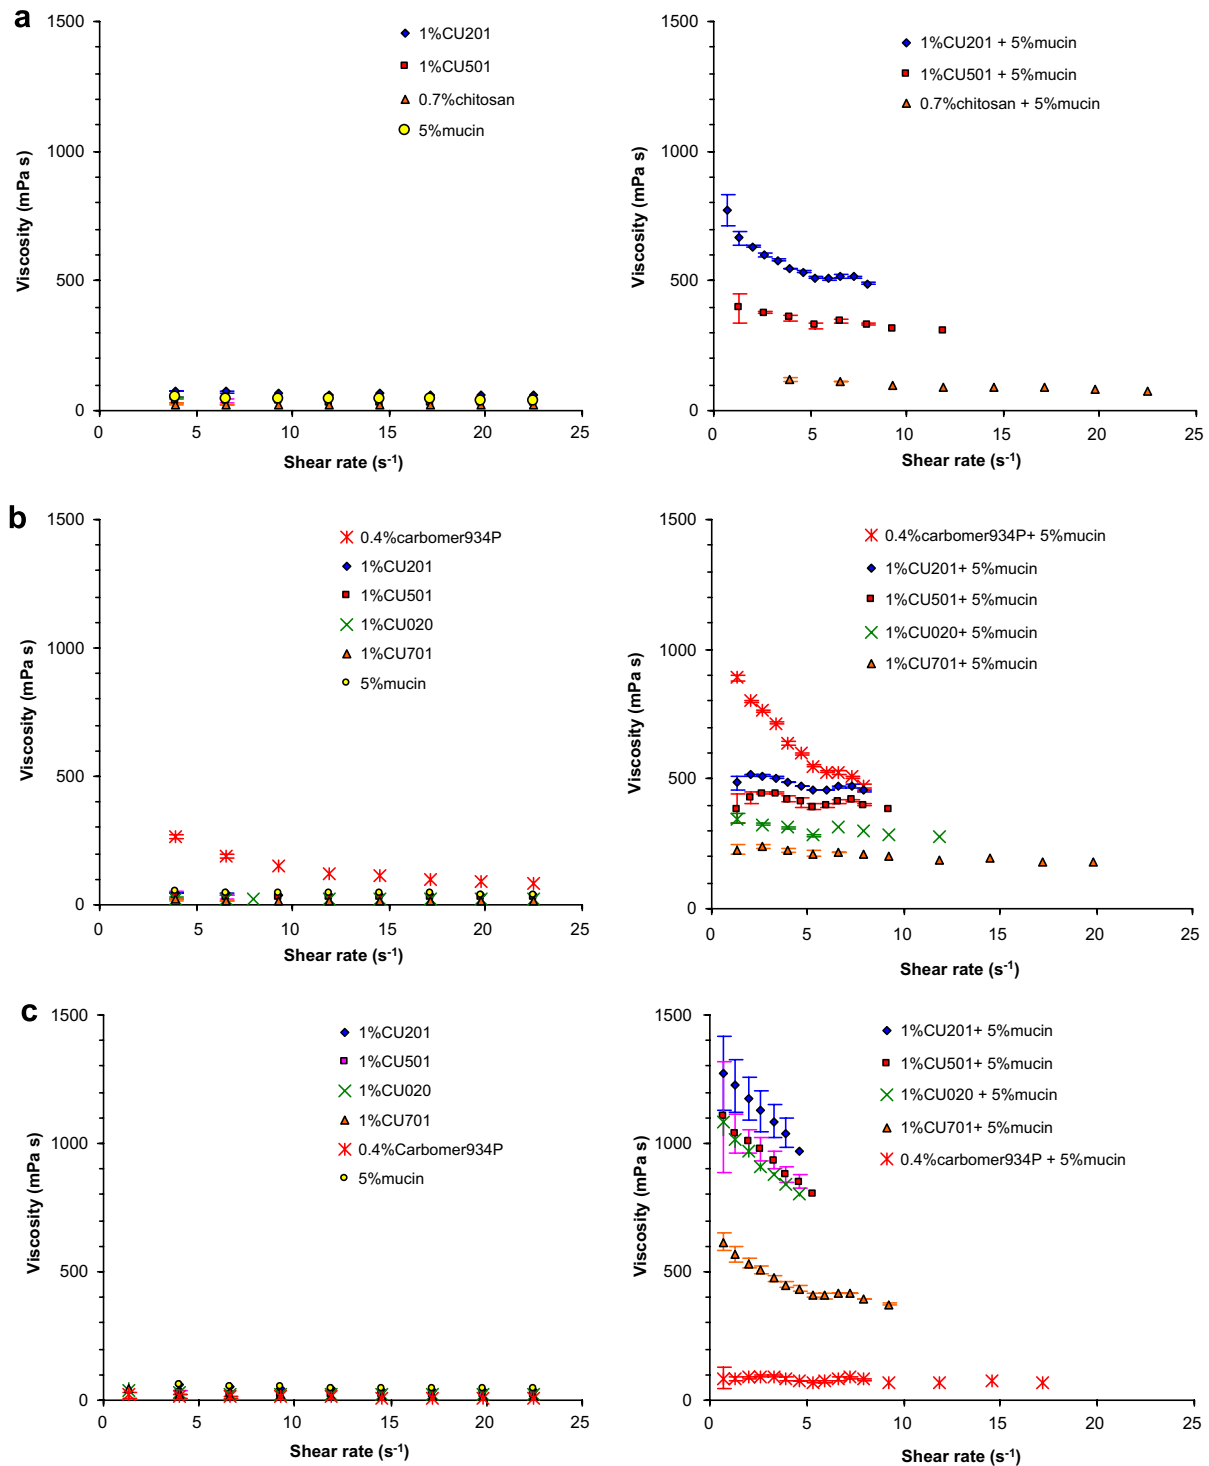 a
1500
1000
500
0
Viscosity (mPa s)
0 5 10 15 20 25
Shear rate (s-1)
1%CU201
1%CU501
0.7%chitosan
5%mucin
1500
1000
500
0
Viscosity (mPa s)
0 5 10 15 20 25
Shear rate (s-1)
1%CU201 + 5%mucin
1%CU501 + 5%mucin
0.7%chitosan + 5%mucin
b
1500
1000
500
0
Viscosity (mPa s)
0 5 10 15 20 25
Shear rate (s-1)
0.4%carbomer934P
1%CU201
1%CU501
1%CU020
1%CU701
5%mucin
1500
1000
500
0
Viscosity (mPa s)
0 5 10 15 20 25
Shear rate (s-1)
0.4%carbomer934P+ 5%mucin
1%CU201+ 5%mucin
1%CU501+ 5%mucin
1%CU020+ 5%mucin
1%CU701+ 5%mucin
c
1500
1000
500
0
Viscosity (mPa s)
0 5 10 15 20 25
Shear rate (s-1)
1%CU201
1%CU501
1%CU020
1%CU701
0.4%Carbomer934P
5%mucin
1500
1000
500
0
Viscosity (mPa s)
0 5 10 15 20 25
Shear rate (s-1)
1%CU201+ 5%mucin
1%CU501+ 5%mucin
1%CU020 + 5%mucin
1%CU701+ 5%mucin
0.4%carbomer934P + 5%mucin